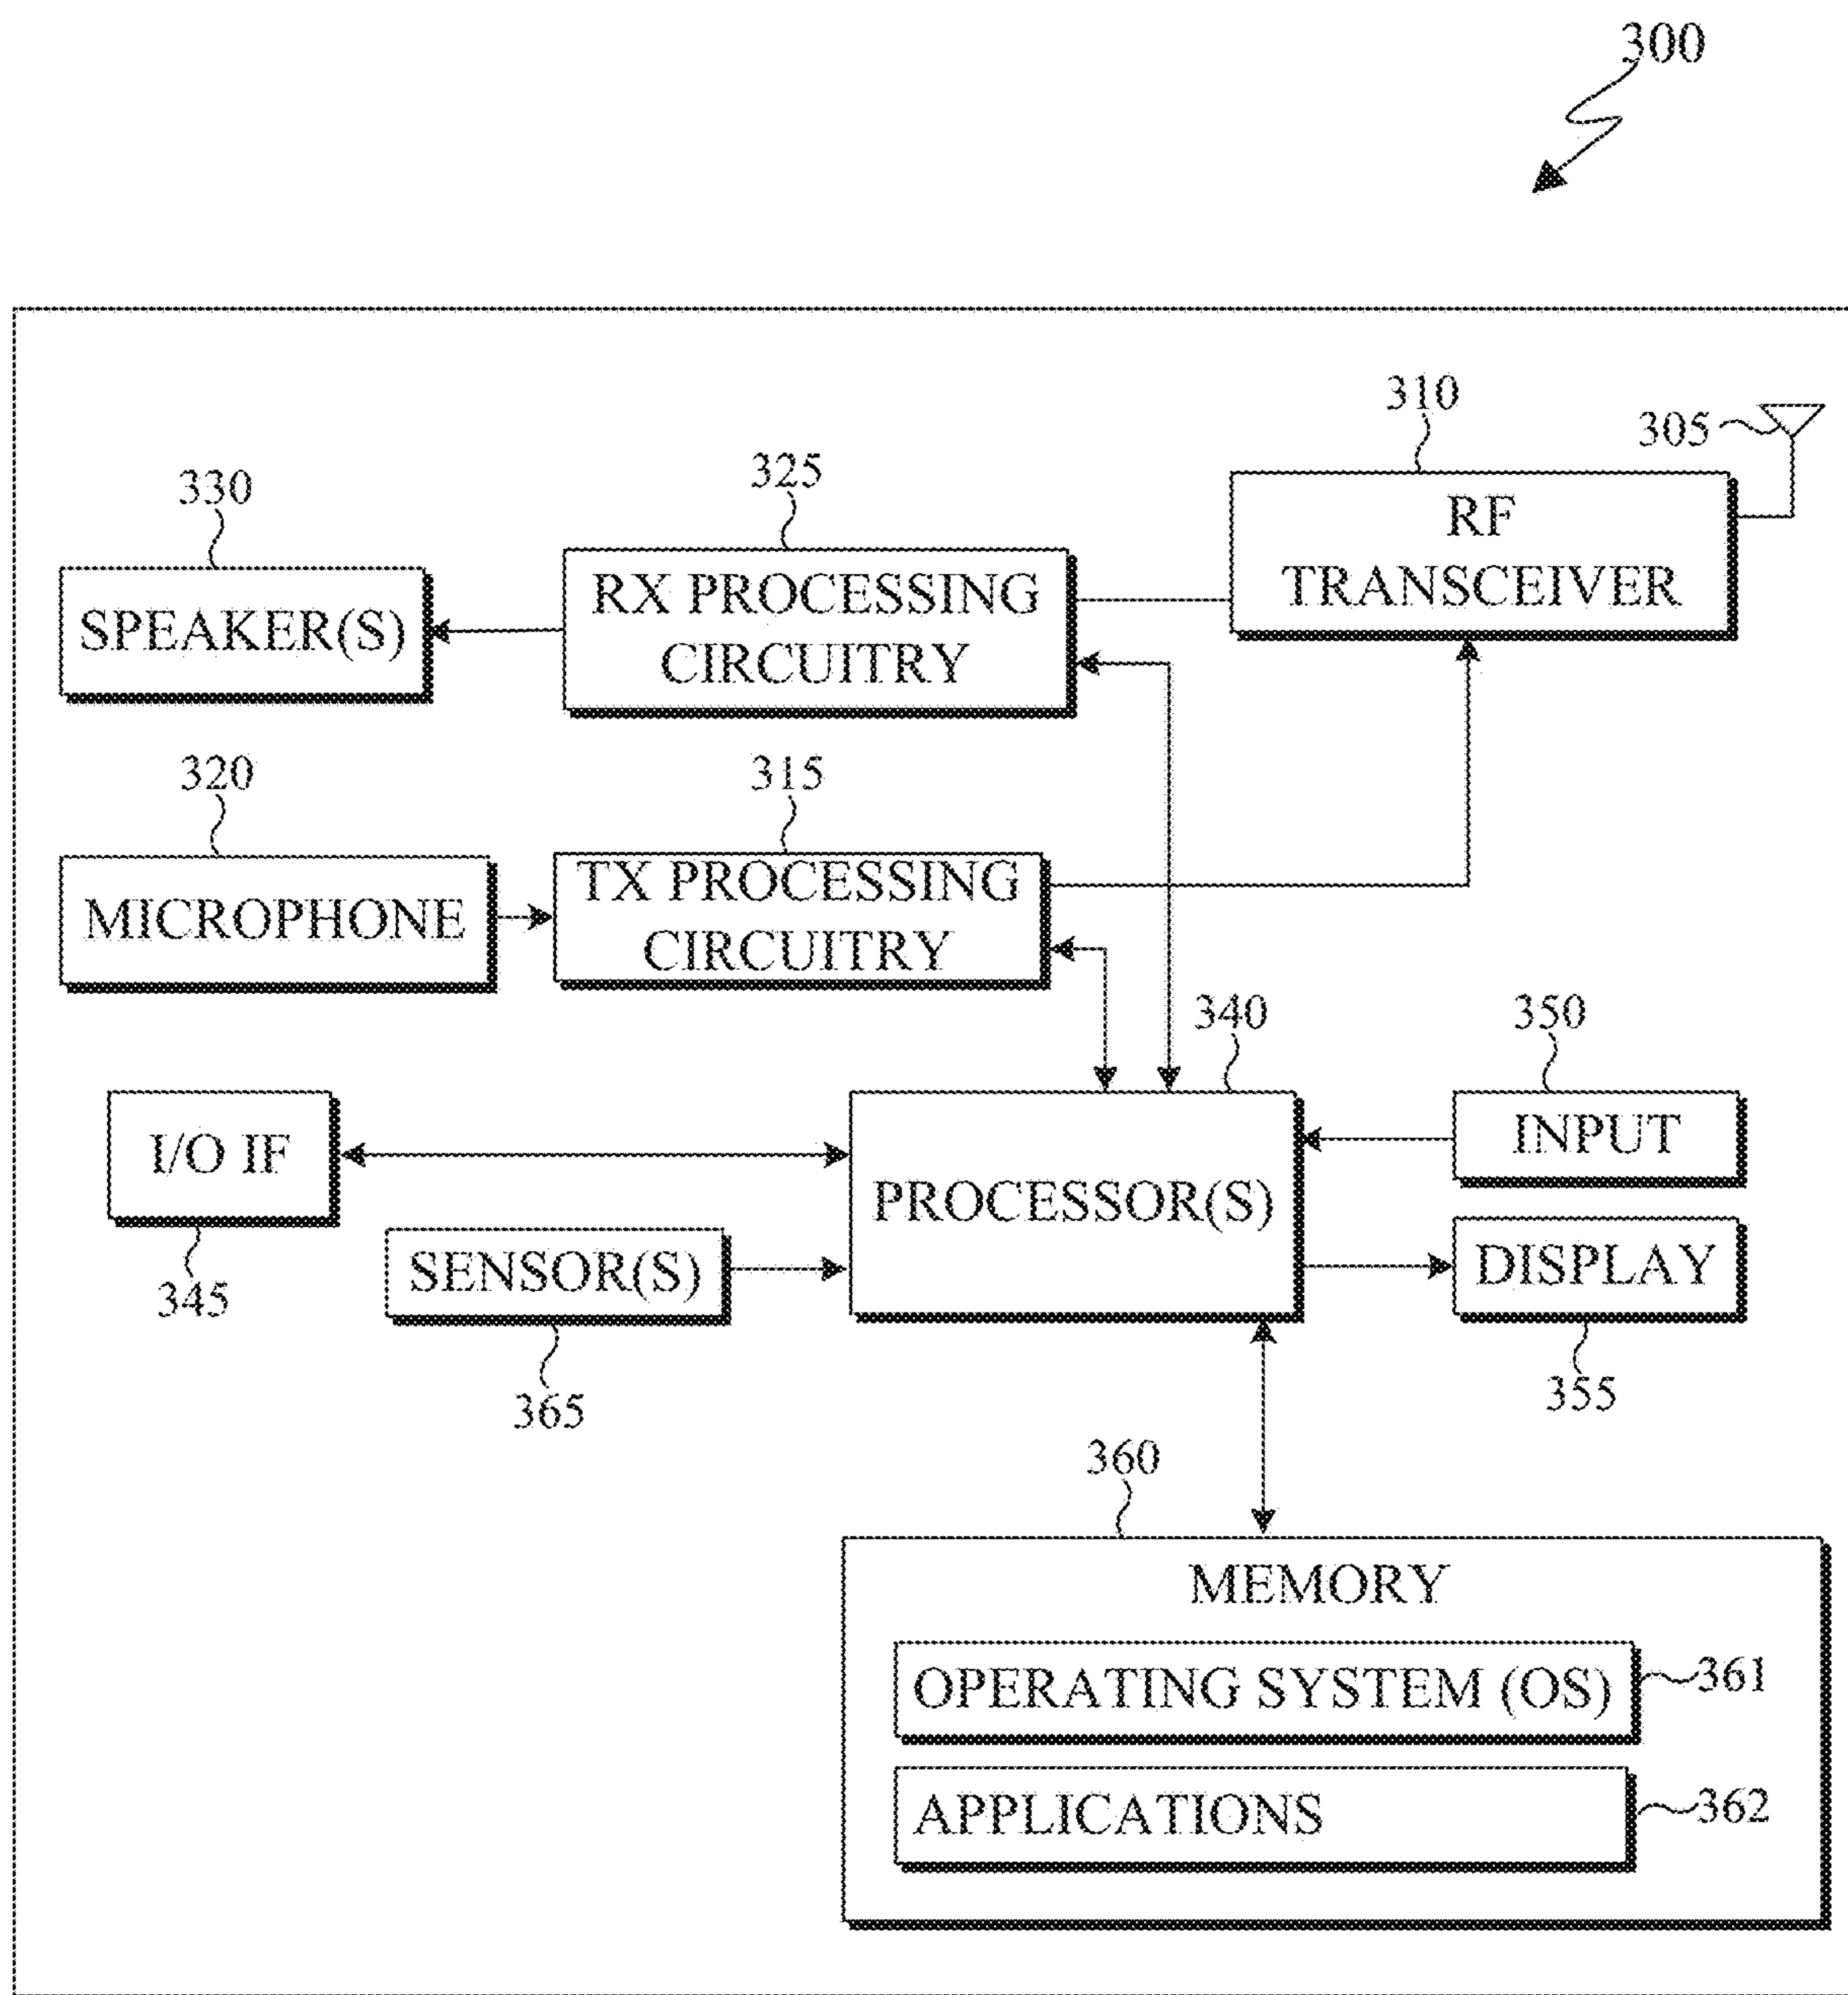 300
310
305
325
330
RF
TRANSCEIVER
RX PROCESSING
CIRCUITRY
SPEAKER(S)
320
315
MICROPHONE
TX PROCESSING
CIRCUITRY
340
350
I/O IF
PROCESSOR(S)
INPUT
SENSOR(S)
DISPLAY
345
365
355
360
MEMORY
OPERATING SYSTEM (OS)
361
APPLICATIONS
362